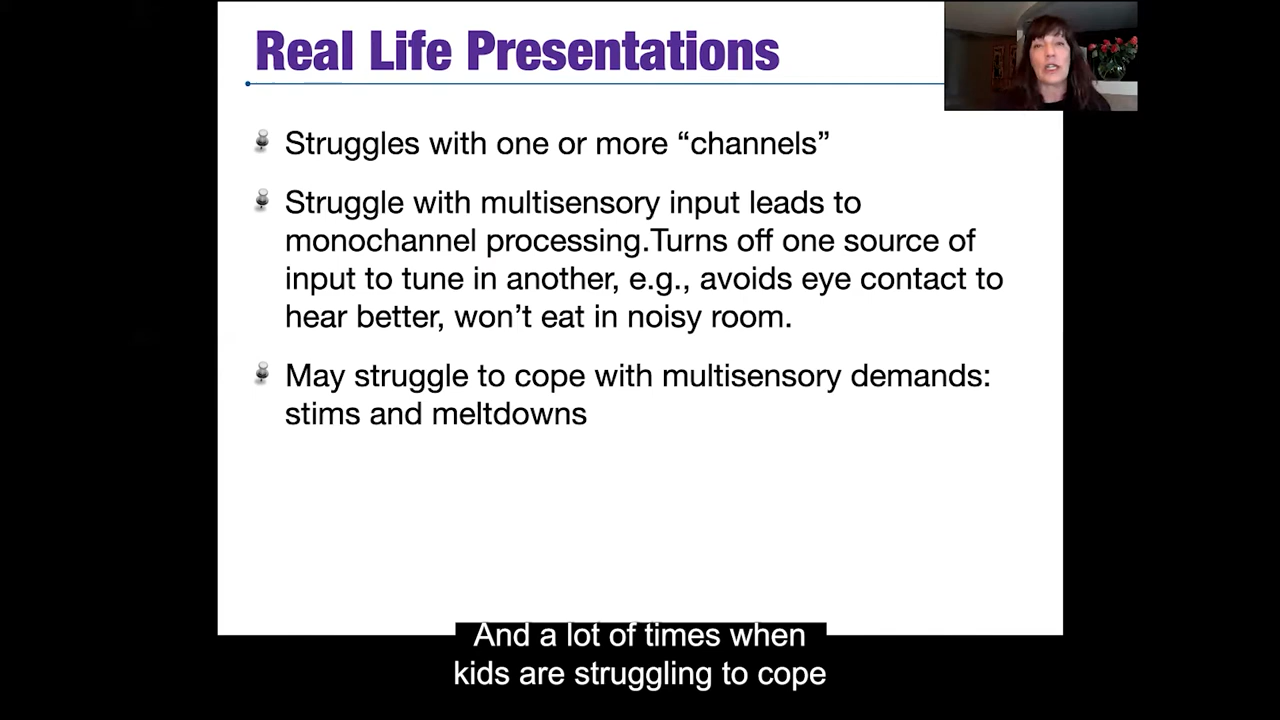 Real Life Presentations
Struggles with one or more “channels”
Struggle with multisensory input leads to
monochannel processing.Turns off one source of
input to tune in another, e.g., avoids eye contact to
hear better, won’t eat in noisy room.
May struggle to cope with multisensory demands:
stims and meltdowns
And a lot of times when
kids are struggling to cope